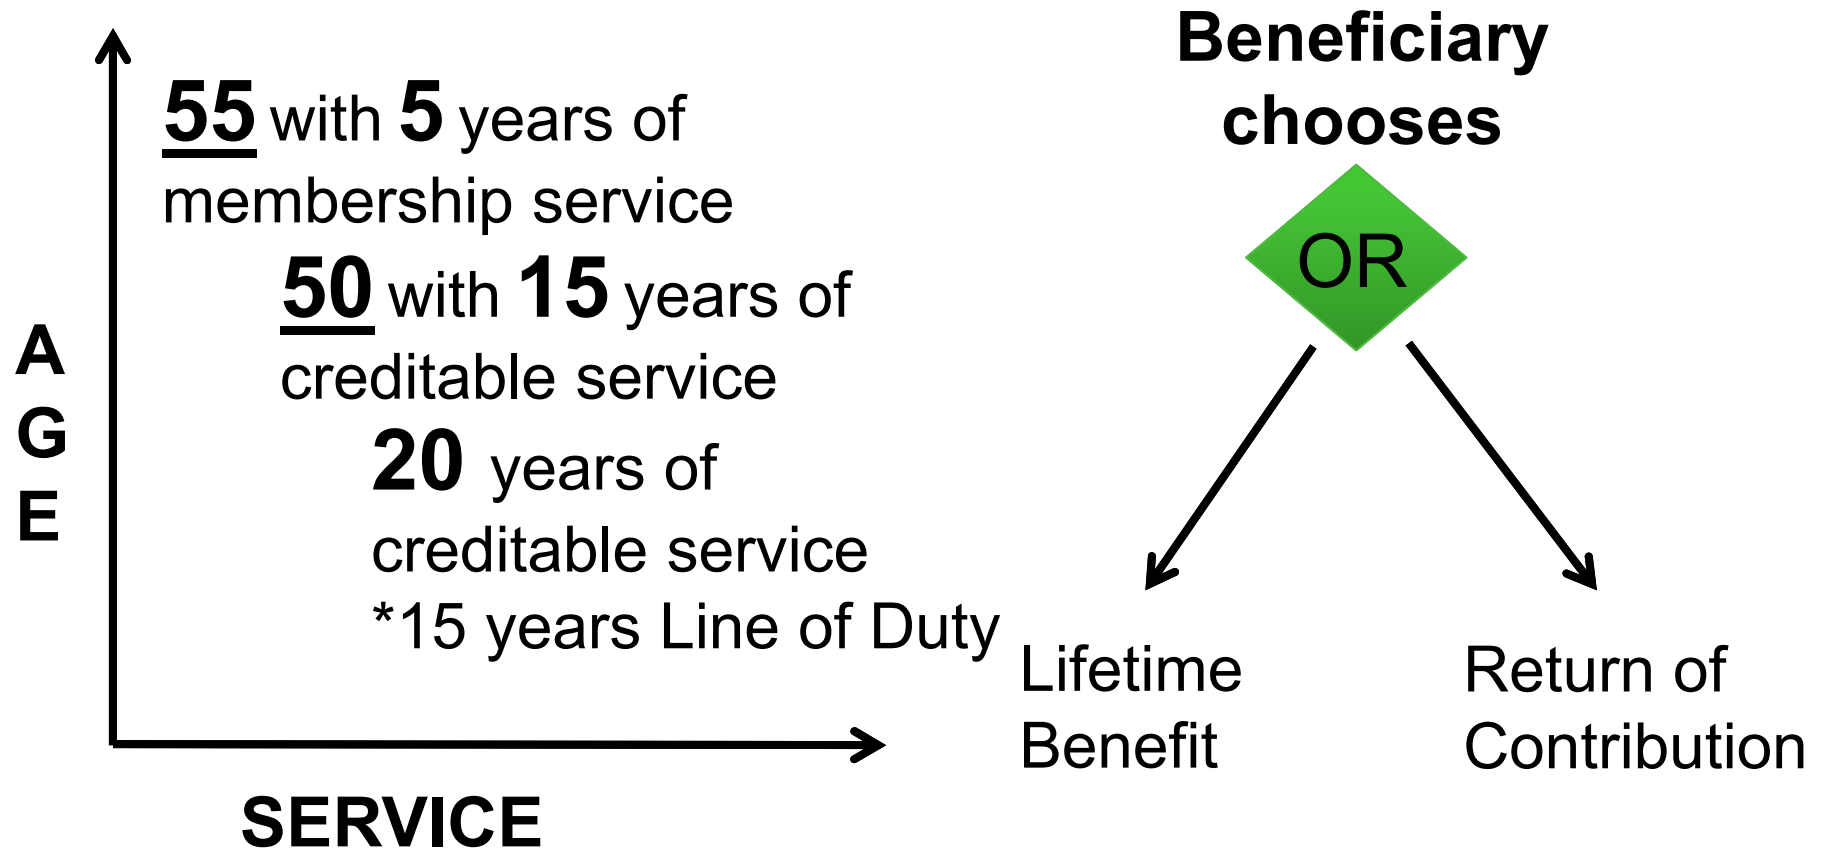 A
G
E
55 with 5 years of
membership service
50 with 15 years of
creditable service
20 years of
creditable service
*15 years Line of Duty
SERVICE
Beneficiary
chooses
OR
Lifetime
Benefit
Return of
Contribution